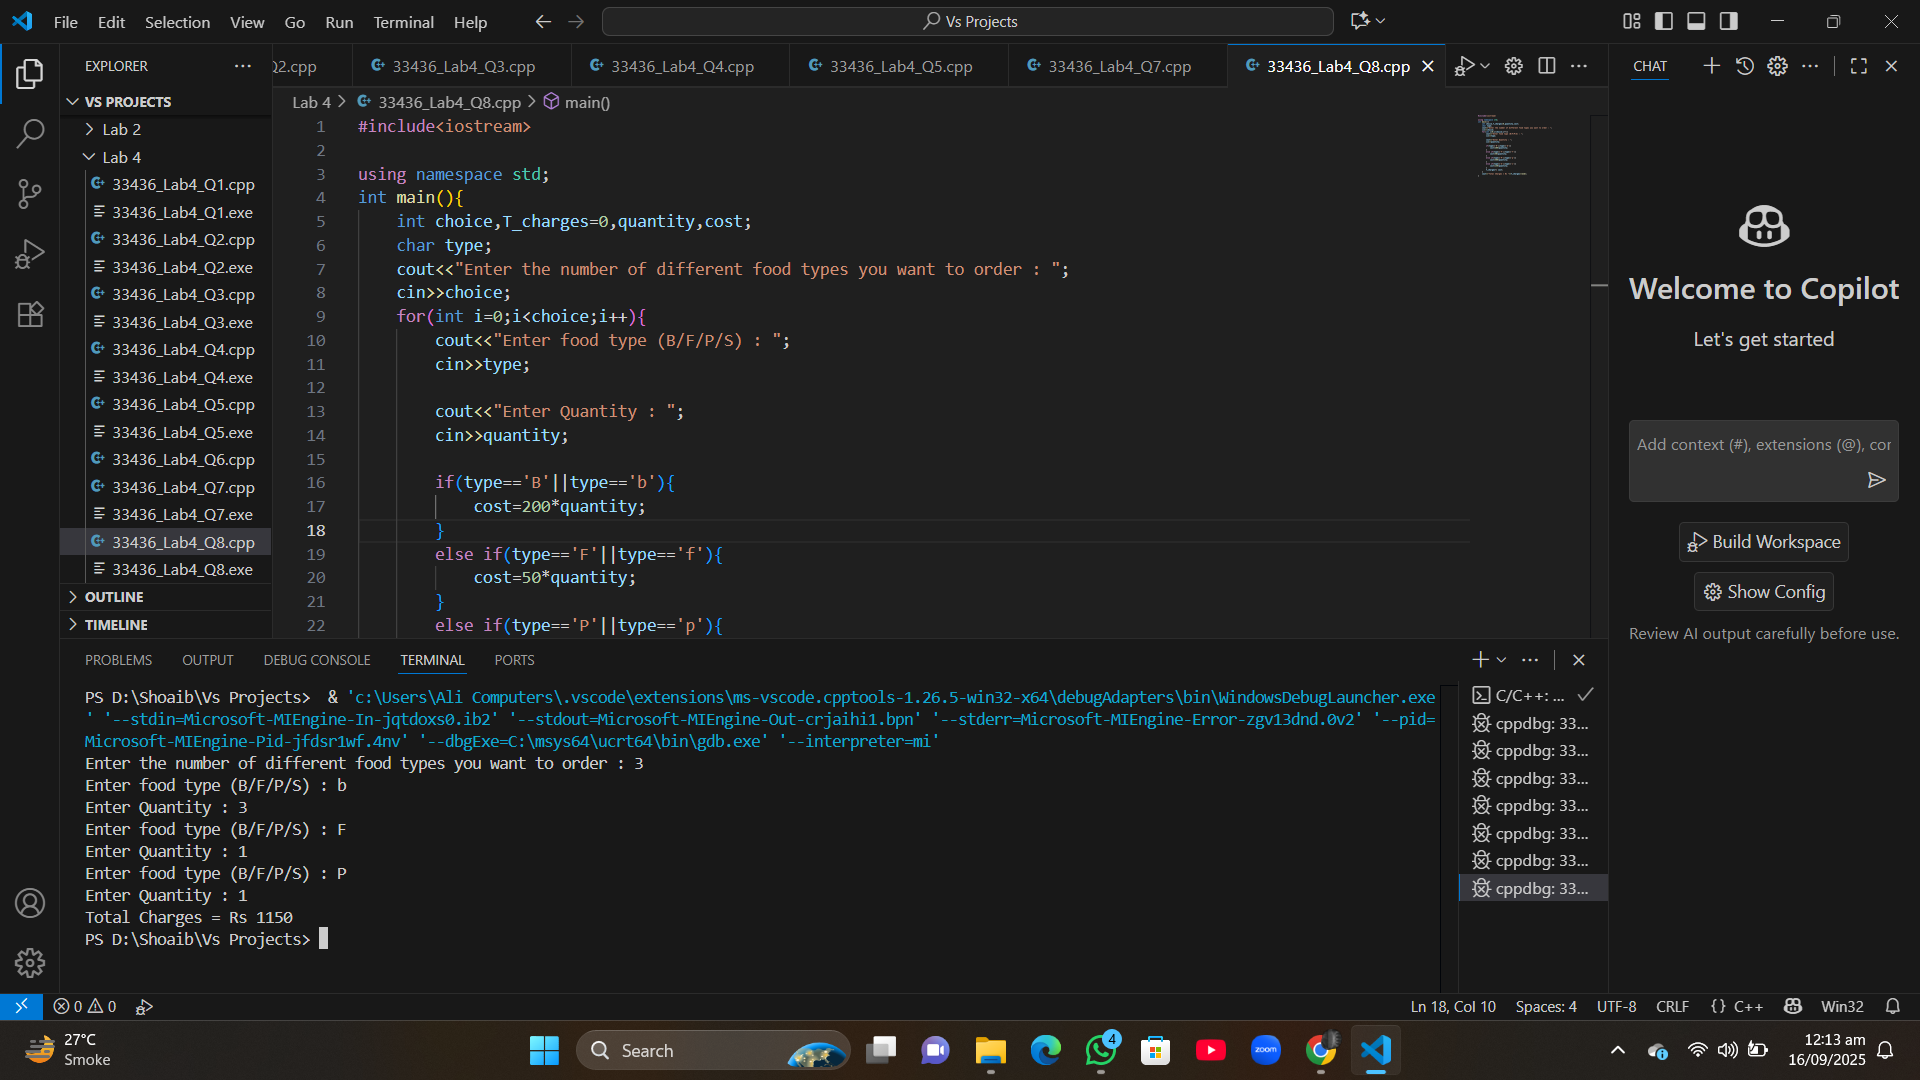 File Edit Selection View Go Run Terminal Help
Vs Projects
EXPLORER
VS PROJECTS
Lab 2
Lab 4
33436_Lab4_Q1.cpp
33436_Lab4_Q1.exe
33436_Lab4_Q2.cpp
33436_Lab4_Q2.exe
33436_Lab4_Q3.cpp
33436_Lab4_Q3.exe
33436_Lab4_Q4.cpp
33436_Lab4_Q4.exe
33436_Lab4_Q5.cpp
33436_Lab4_Q5.exe
33436_Lab4_Q6.cpp
33436_Lab4_Q7.cpp
33436_Lab4_Q7.exe
33436_Lab4_Q8.cpp
33436_Lab4_Q8.exe
OUTLINE
TIMELINE
Q2.cpp 33436_Lab4_Q3.cpp 33436_Lab4_Q4.cpp 33436_Lab4_Q5.cpp 33436_Lab4_Q7.cpp 33436_Lab4_Q8.cpp
Lab 4 > 33436_Lab4_Q8.cpp > main()
1 #include<iostream>
2
3 using namespace std;
4 int main(){
5 int choice,T_charges=0,quantity,cost;
6 char type;
7 cout<<"Enter the number of different food types you want to order : ";
8 cin>>choice;
9 for(int i=0;i<choice;i++){
10 cout<<"Enter food type (B/F/P/S) : ";
11 cin>>type;
12
13 cout<<"Enter Quantity : ";
14 cin>>quantity;
15
16 if(type=='B'||type=='b'){
17 cost=200*quantity;
18 }
19 else if(type=='F'||type=='f'){
20 cost=50*quantity;
21 }
22 else if(type=='P'||type=='p'){
PROBLEMS OUTPUT DEBUG CONSOLE TERMINAL PORTS
PS D:\Shoaib\Vs Projects> & 'c:\Users\Ali Computers\.vscode\extensions\ms-vscode.cpptools-1.26.5-win32-x64\debugAdapters\bin\WindowsDebugLauncher.exe
' '--stdin=Microsoft-MIEngine-In-jqtdoxs0.ib2' '--stdout=Microsoft-MIEngine-Out-crjaihi1.bpn' '--stderr=Microsoft-MIEngine-Error-zgv13dnd.0v2' '--pid=
Microsoft-MIEngine-Pid-jfdsr1wf.4nv' '--dbgExe=C:\msys64\ucrt64\bin\gdb.exe' '--interpreter=mi'
Enter the number of different food types you want to order : 3
Enter food type (B/F/P/S) : b
Enter Quantity : 3
Enter food type (B/F/P/S) : F
Enter Quantity : 1
Enter food type (B/F/P/S) : P
Enter Quantity : 1
Total Charges = Rs 1150
PS D:\Shoaib\Vs Projects>
C/C++: ...
cppdbg: 33...
cppdbg: 33...
cppdbg: 33...
cppdbg: 33...
cppdbg: 33...
cppdbg: 33...
cppdbg: 33...
CHAT
Welcome to Copilot
Let's get started
Add context (#), extensions (@), cor
Build Workspace
Show Config
Review AI output carefully before use.
0 0
Ln 18, Col 10 Spaces: 4 UTF-8 CRLF {} C++ Win32
27°C
Smoke
Search
4
zoom
12:13 am
16/09/2025